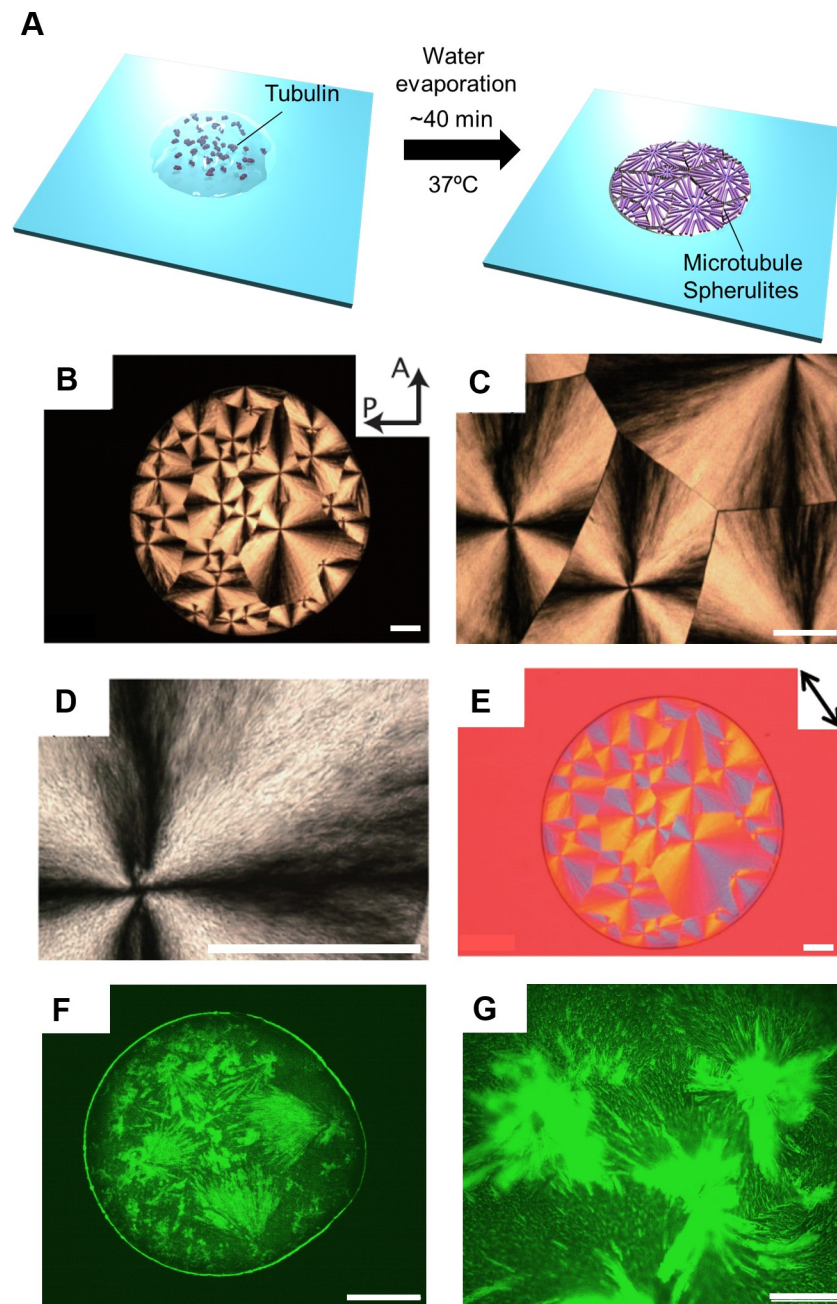 A
Tubulin
Water
evaporation
~40 min
37ºC
Microtubule
Spherulites
B
A
P
C
D
E
F
G